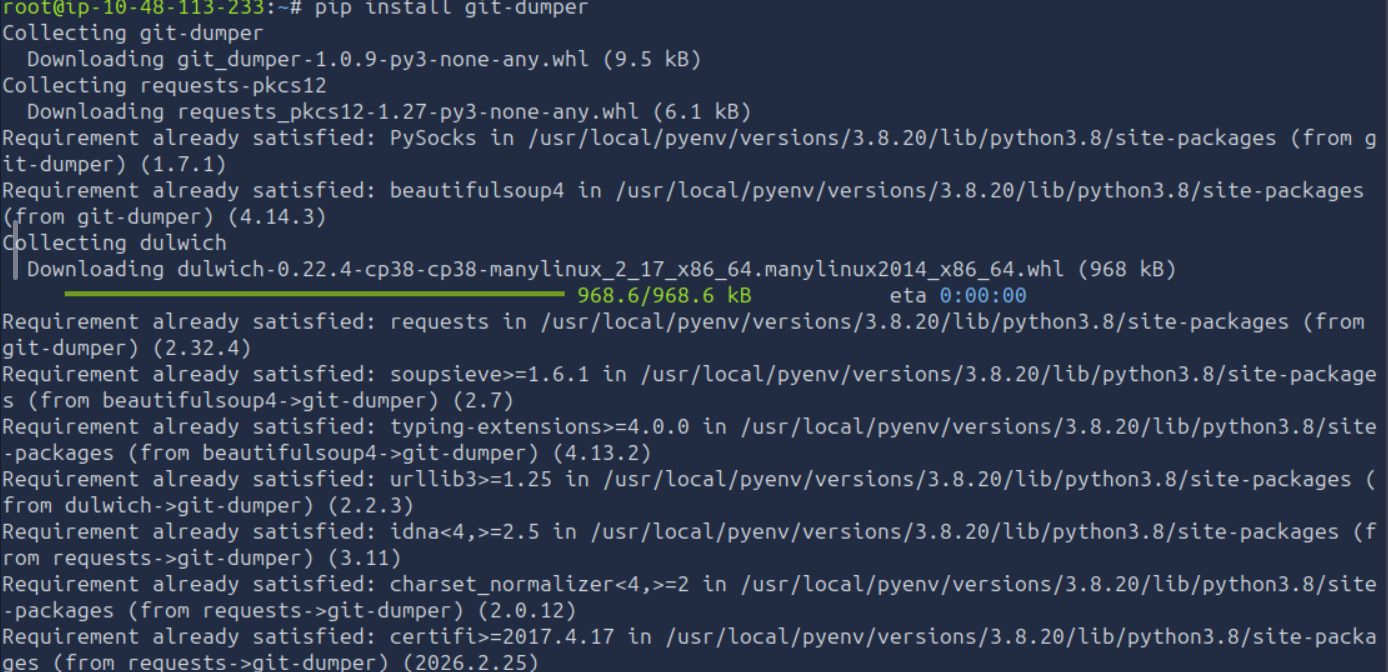 root@ip-10-48-113-233:~# pip install git-dumper
Collecting git-dumper
  Downloading git_dumper-1.0.9-py3-none-any.whl (9.5 kB)
Collecting requests-pkcs12
  Downloading requests_pkcs12-1.27-py3-none-any.whl (6.1 kB)
Requirement already satisfied: PySocks in /usr/local/pyenv/versions/3.8.20/lib/python3.8/site-packages (from g
it-dumper) (1.7.1)
Requirement already satisfied: beautifulsoup4 in /usr/local/pyenv/versions/3.8.20/lib/python3.8/site-packages
(from git-dumper) (4.14.3)
Collecting dulwich
  Downloading dulwich-0.22.4-cp38-cp38-manylinux_2_17_x86_64.manylinux2014_x86_64.whl (968 kB)
968.6/968.6 kB eta 0:00:00
Requirement already satisfied: requests in /usr/local/pyenv/versions/3.8.20/lib/python3.8/site-packages (from
git-dumper) (2.32.4)
Requirement already satisfied: soupsieve>=1.6.1 in /usr/local/pyenv/versions/3.8.20/lib/python3.8/site-package
s (from beautifulsoup4->git-dumper) (2.7)
Requirement already satisfied: typing-extensions>=4.0.0 in /usr/local/pyenv/versions/3.8.20/lib/python3.8/site
-packages (from beautifulsoup4->git-dumper) (4.13.2)
Requirement already satisfied: urllib3>=1.25 in /usr/local/pyenv/versions/3.8.20/lib/python3.8/site-packages (
from dulwich->git-dumper) (2.2.3)
Requirement already satisfied: idna<4,>=2.5 in /usr/local/pyenv/versions/3.8.20/lib/python3.8/site-packages (f
rom requests->git-dumper) (3.11)
Requirement already satisfied: charset_normalizer<4,>=2 in /usr/local/pyenv/versions/3.8.20/lib/python3.8/site
-packages (from requests->git-dumper) (2.0.12)
Requirement already satisfied: certifi>=2017.4.17 in /usr/local/pyenv/versions/3.8.20/lib/python3.8/site-packa
ges (from requests->git-dumper) (2026.2.25)